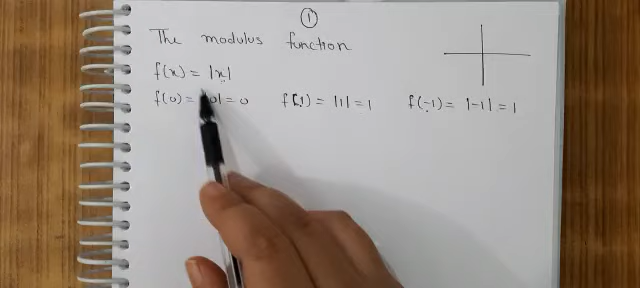 ①
The modulus function
f(x) = |x|
f(0) = |0| = 0 f(1) = |1| = 1 f(-1) = |-1| = 1